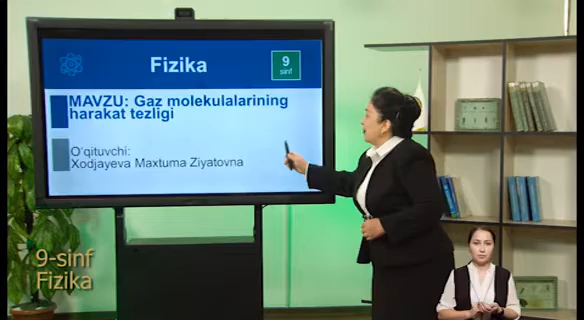 Fizika
9
sinf
MAVZU: Gaz molekulalarining
harakat tezligi
O'qituvchi:
Xodjayeva Maxtuma Ziyatovna
9-sinf
Fizika